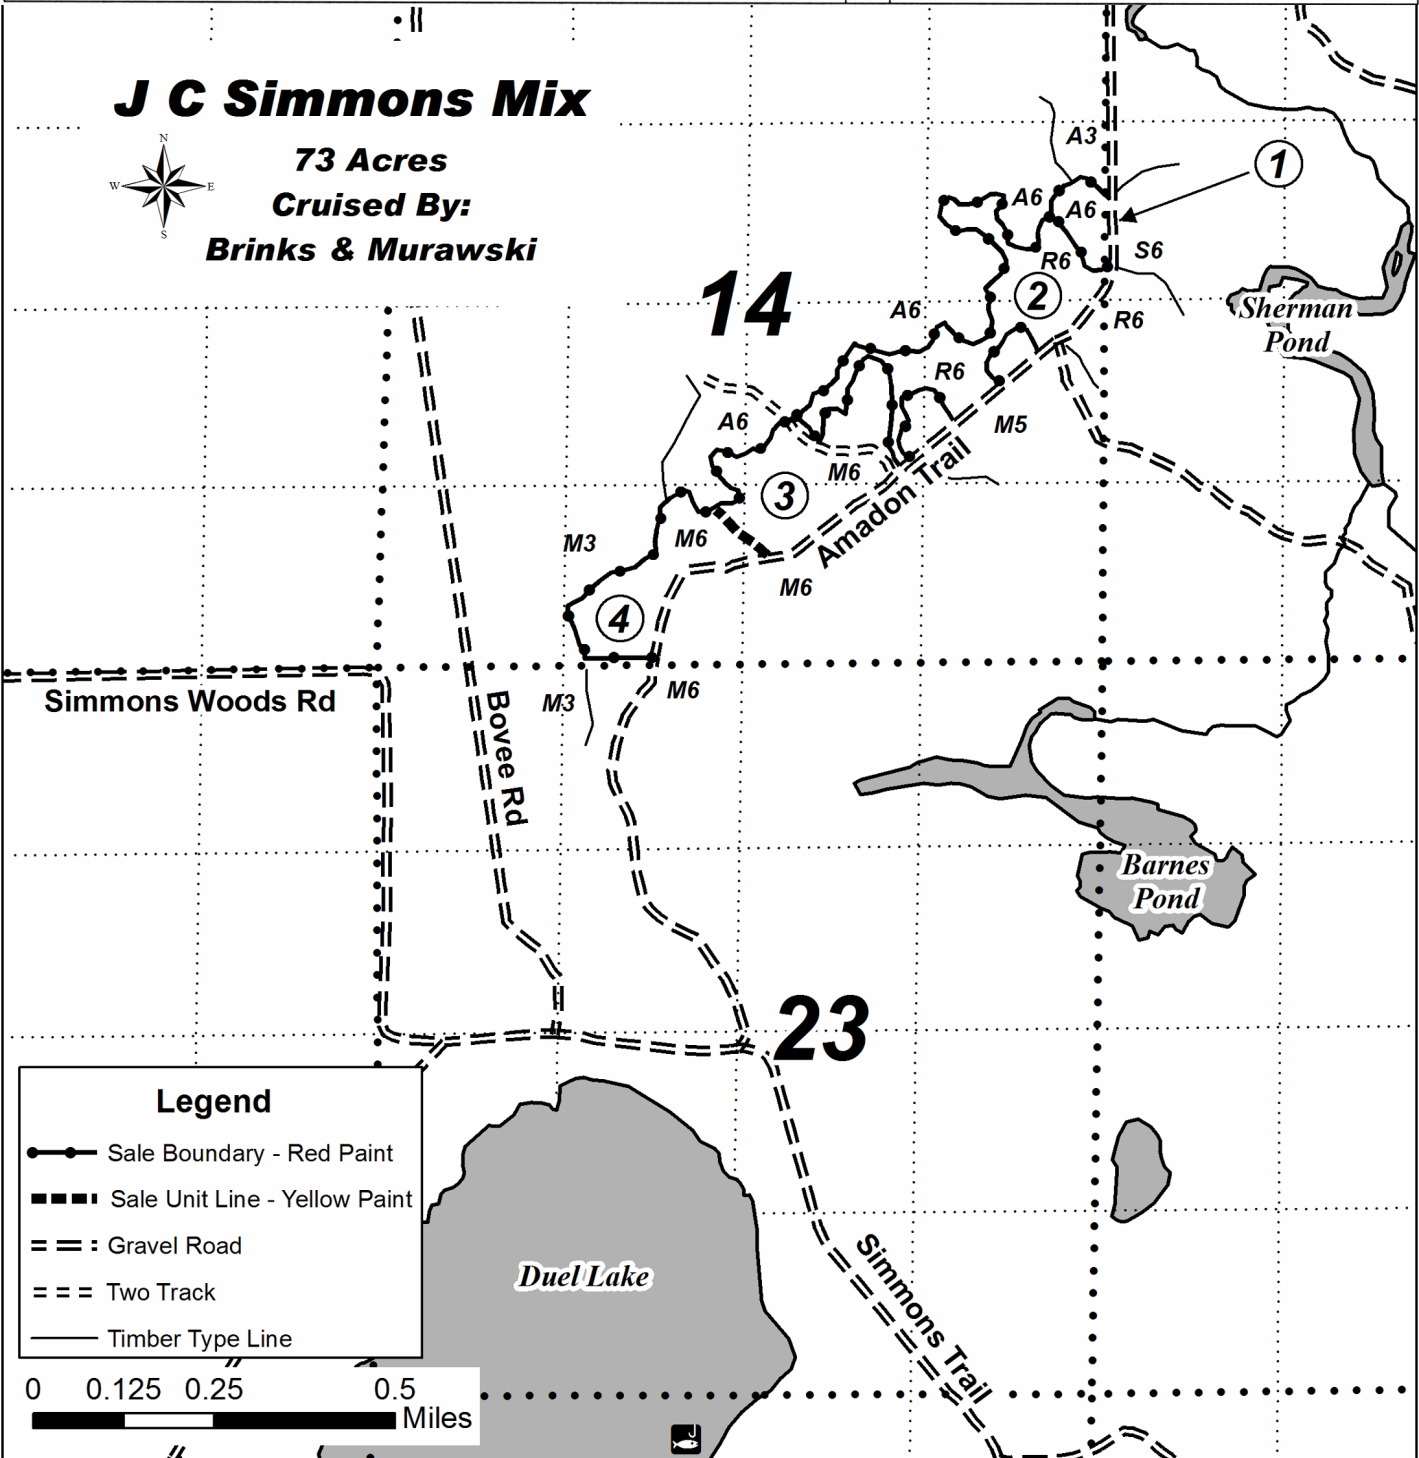 J C Simmons Mix
73 Acres
Cruised By:
Brinks & Murawski
N
W
E
S
A3
1
A6
A6
R6
S6
2
14
A6
R6
Sherman
Pond
R6
A6
M5
3
M6
Amadon Trail
M3
M6
M6
4
Simmons Woods Rd
M3
M6
Bovee Rd
Barnes
Pond
23
Legend
Sale Boundary - Red Paint
Sale Unit Line - Yellow Paint
Gravel Road
Two Track
Timber Type Line
Duel Lake
Simmons Trail
0 0.125 0.25 0.5
Miles